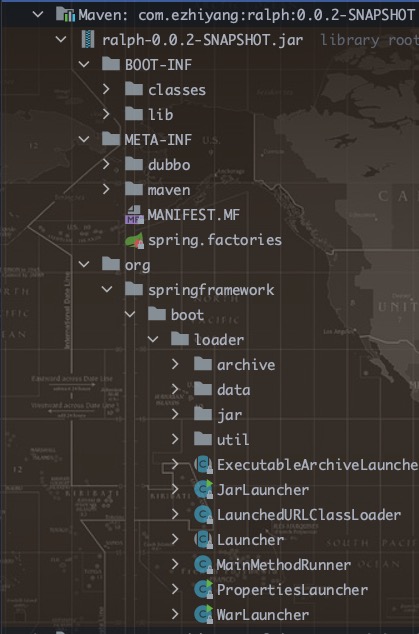 Maven: com.ezhiyang:ralph:0.0.2-SNAPSHOT
ralph-0.0.2-SNAPSHOT.jar library root
BOOT-INF
classes
lib
META-INF
dubbo
maven
MANIFEST.MF
spring.factories
org
springframework
boot
loader
archive
data
jar
util
ExecutableArchiveLaunche
JarLauncher
LaunchedURLClassLoader
Launcher
MainMethodRunner
PropertiesLauncher
WarLauncher